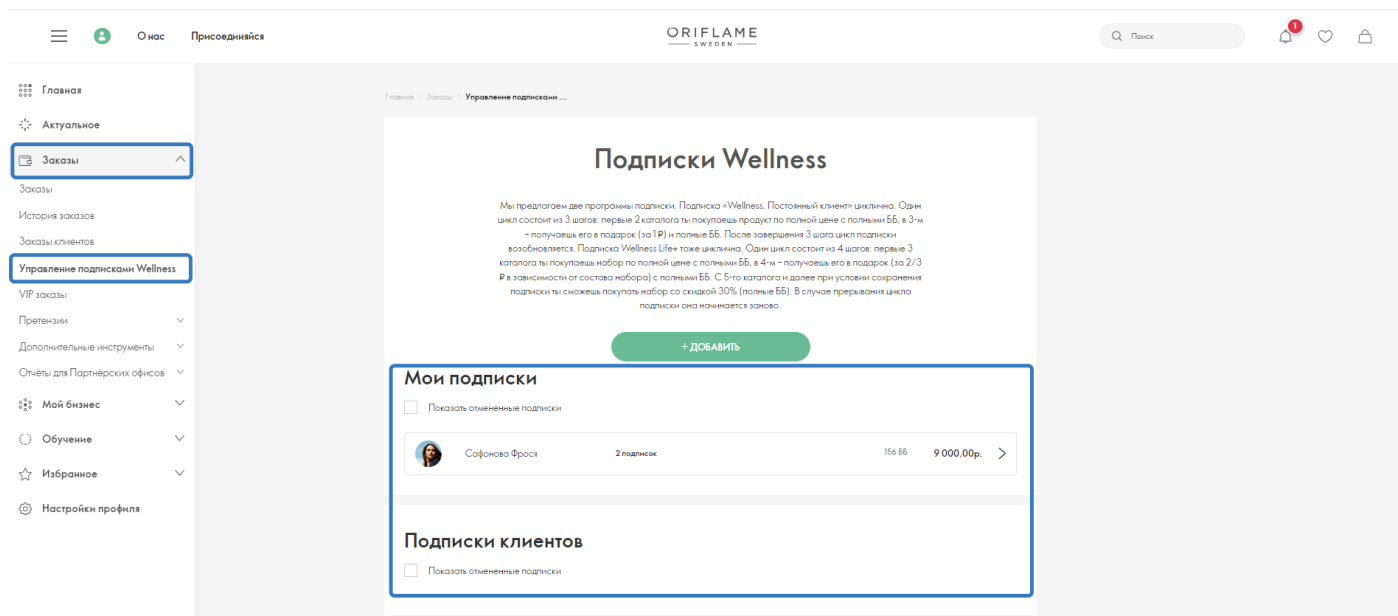 О нас
Присоединяйся
ORIFLAME
SWEDEN
Поиск
1
Главная
Актуальное
Заказы
Заказы
История заказов
Заказы клиентов
Управление подписками Wellness
VIP заказы
Претензии
Дополнительные инструменты
Отчёты для Партнёрских офисов
Мой бизнес
Обучение
Избранное
Настройки профиля
Главная / Заказы / Управление подписками ...
Подписки Wellness
Мы предлагаем две программы подписки. Подписка «Wellness. Постоянный клиент» циклична. Один
цикл состоит из 3 шагов: первые 2 каталога ты покупаешь продукт по полной цене с полными ББ, в 3-м
– получаешь его в подарок (за 1 ₽) и полные ББ. После завершения 3 шага цикл подписки
возобновляется. Подписка Wellness Life+ тоже циклична. Один цикл состоит из 4 шагов: первые 3
каталога ты покупаешь набор по полной цене с полными ББ, в 4-м – получаешь его в подарок (за 2/3
₽ в зависимости от состава набора) с полными ББ. С 5-го каталога и далее при условии сохранения
подписки ты сможешь покупать набор со скидкой 30% (полные ББ). В случае прерывания цикла
подписки она начинается заново.
+ ДОБАВИТЬ
Мои подписки
Показать отмененные подписки
Сафонова Фрося
2 подписок
156 ББ
9 000,00р.
Подписки клиентов
Показать отмененные подписки